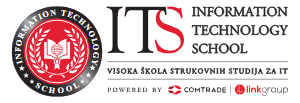 INFORMATION TECHNOLOGY
SCHOOL
ITS
INFORMATION
TECHNOLOGY
SCHOOL
VISOKA ŠKOLA STRUKOVNIH STUDIJA ZA IT
POWERED BY COMTRADE linkgroup